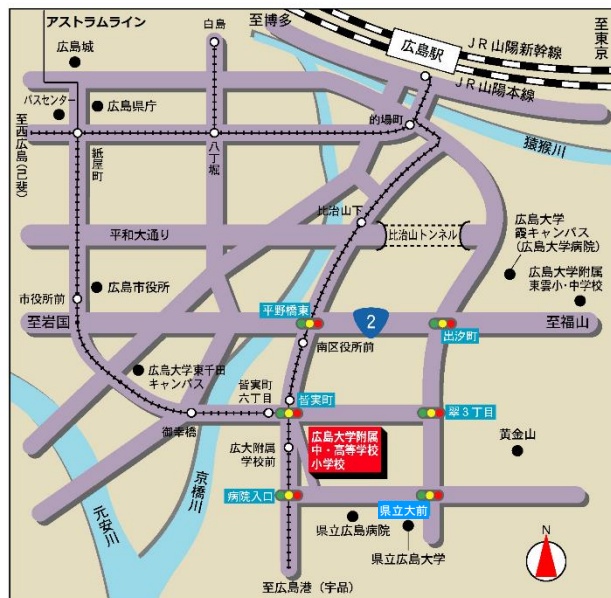 アストラムライン
白島
至博多
広島駅
JR山陽新幹線
至東京
広島城
バスセンター
広島県庁
JR山陽本線
的場町
猿猴川
至西広島(己斐)
紙屋町
八丁堀
比治山下
平和大通り
比治山トンネル
広島大学
霞キャンパス
(広島大学病院)
広島大学附属
東雲小・中学校
市役所前
広島市役所
至岩国
平野橋東
2
出汐町
至福山
南区役所前
広島大学東千田
キャンパス
皆実町
六丁目
皆実町
翠3丁目
御幸橋
広大附属
学校前
広島大学附属
中・高等学校
小学校
黄金山
京橋川
元安川
病院入口
県立大前
県立広島病院
県立広島大学
至広島港(宇品)
N